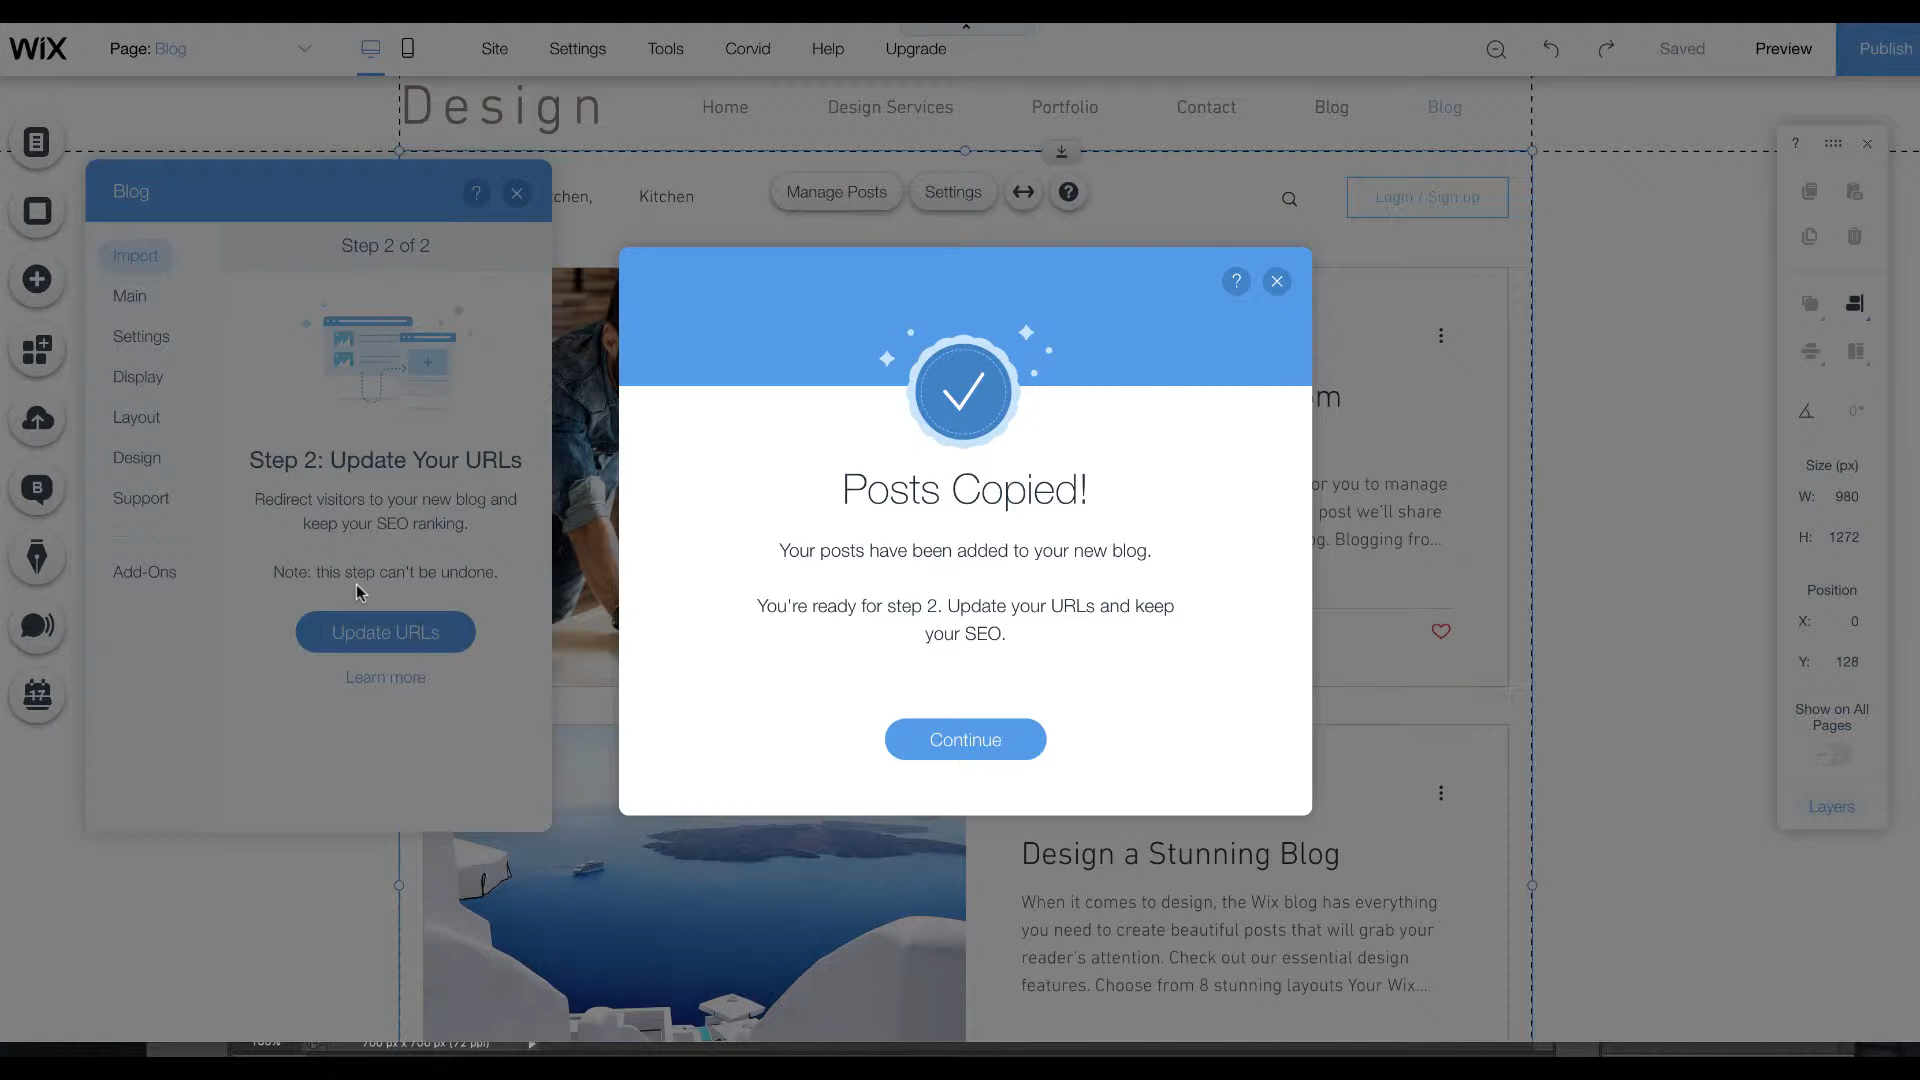 WiX
Page: Blog
Site
Settings
Tools
Corvid
Help
Upgrade
Saved
Preview
Publish
Design
Home
Design Services
Portfolio
Contact
Blog
Blog
Blog
?
Kitchen
Manage Posts
Settings
?
Login / Sign up
?
Import
Main
Settings
Display
Layout
Design
Support
Add-Ons
Step 2 of 2
Step 2: Update Your URLs
Redirect visitors to your new blog and
keep your SEO ranking.
Note: this step can't be undone.
Update URLs
Learn more
?
Posts Copied!
Your posts have been added to your new blog.
You're ready for step 2. Update your URLs and keep
your SEO.
Continue
or you to manage
post we'll share
Blogging fro...
Design a Stunning Blog
When it comes to design, the Wix blog has everything
you need to create beautiful posts that will grab your
reader's attention. Check out our essential design
features. Choose from 8 stunning layouts Your Wix...
0°
Size (px)
W: 980
H: 1272
Position
X: 0
Y: 128
Show on All
Pages
Layers
B
17